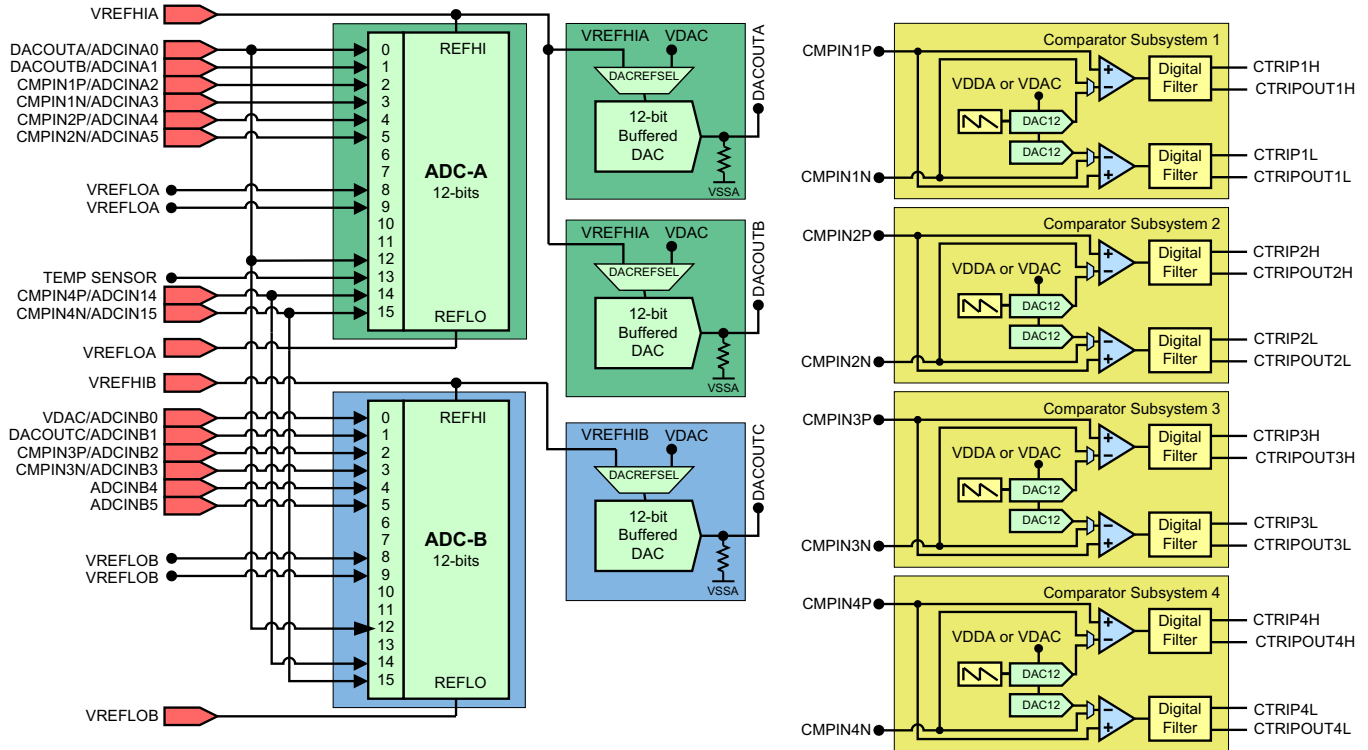 VREFHIA
DACOUTA/ADCINA0
DACOUTB/ADCINA1
CMPIN1P/ADCINA2
CMPIN1N/ADCINA3
CMPIN2P/ADCINA4
CMPIN2N/ADCINA5
VREFLOA
VREFLOA
TEMP SENSOR
CMPIN4P/ADCIN14
CMPIN4N/ADCIN15
VREFLOA
0
1
2
3
4
5
6
7
8
9
10
11
12
13
14
15
REFHI
ADC-A
12-bits
REFLO
VREFHIB
VDAC/ADCINB0
DACOUTC/ADCINB1
CMPIN3P/ADCINB2
CMPIN3N/ADCINB3
ADCINB4
ADCINB5
VREFLOB
VREFLOB
VREFLOB
0
1
2
3
4
5
6
7
8
9
10
11
12
13
14
15
REFHI
ADC-B
12-bits
REFLO
VREFHIA
VDAC
DACREFSEL
12-bit
Buffered
DAC
VSSA
DACOUTA
VREFHIA
VDAC
DACREFSEL
12-bit
Buffered
DAC
VSSA
DACOUTB
VREFHIB
VDAC
DACREFSEL
12-bit
Buffered
DAC
VSSA
DACOUTC
Comparator Subsystem 1
CMPIN1P
CMPIN1N
VDDA or VDAC
DAC12
DAC12
Digital
Filter
Digital
Filter
CTRIP1H
CTRIPOUT1H
CTRIP1L
CTRIPOUT1L
Comparator Subsystem 2
CMPIN2P
CMPIN2N
VDDA or VDAC
DAC12
DAC12
Digital
Filter
Digital
Filter
CTRIP2H
CTRIPOUT2H
CTRIP2L
CTRIPOUT2L
Comparator Subsystem 3
CMPIN3P
CMPIN3N
VDDA or VDAC
DAC12
DAC12
Digital
Filter
Digital
Filter
CTRIP3H
CTRIPOUT3H
CTRIP3L
CTRIPOUT3L
Comparator Subsystem 4
CMPIN4P
CMPIN4N
VDDA or VDAC
DAC12
DAC12
Digital
Filter
Digital
Filter
CTRIP4H
CTRIPOUT4H
CTRIP4L
CTRIPOUT4L